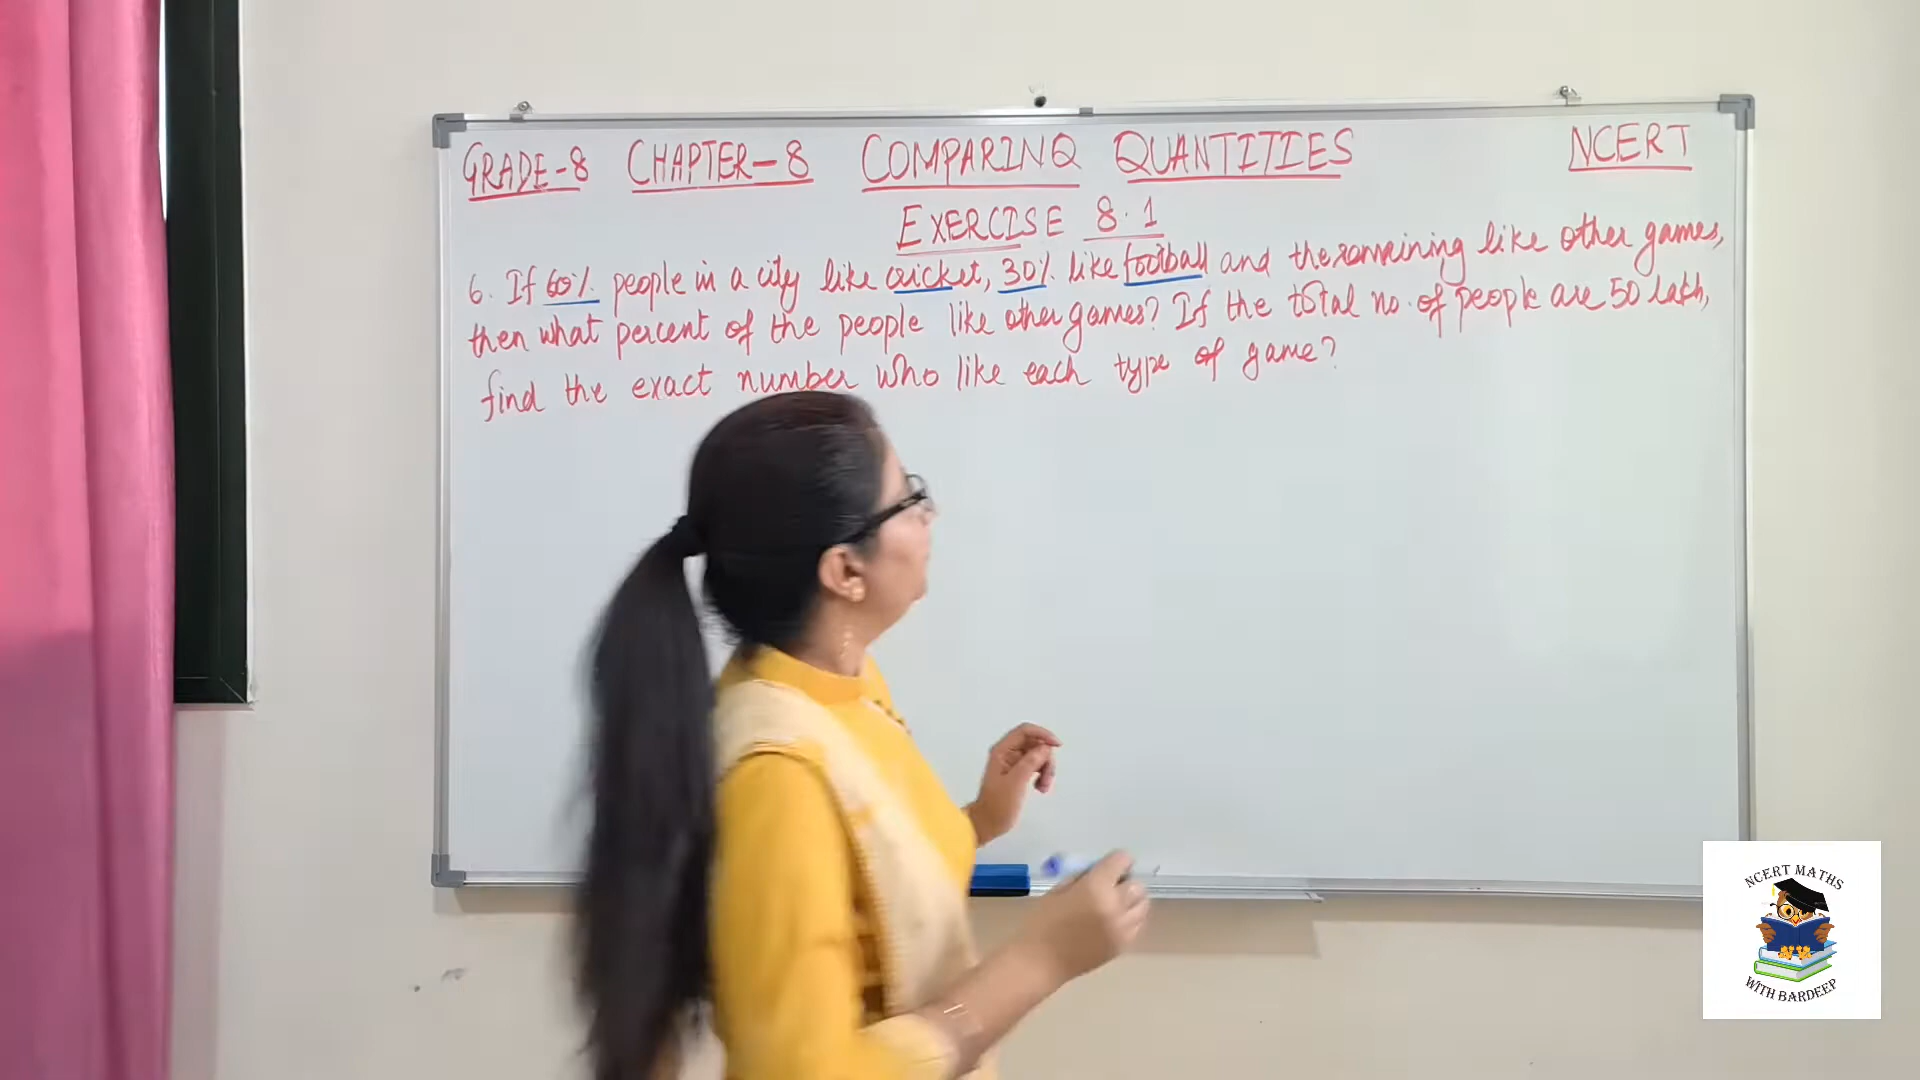 GRADE-8 CHAPTER-8 COMPARING QUANTITIES NCERT
EXERCISE 8.1
6. If 60% people in a city like cricket, 30% like football and the remaining like other games,
then what percent of the people like other games? If the total no. of people are 50 lakh,
find the exact number who like each type of game?
NCERT MATHS
WITH BARDEEP